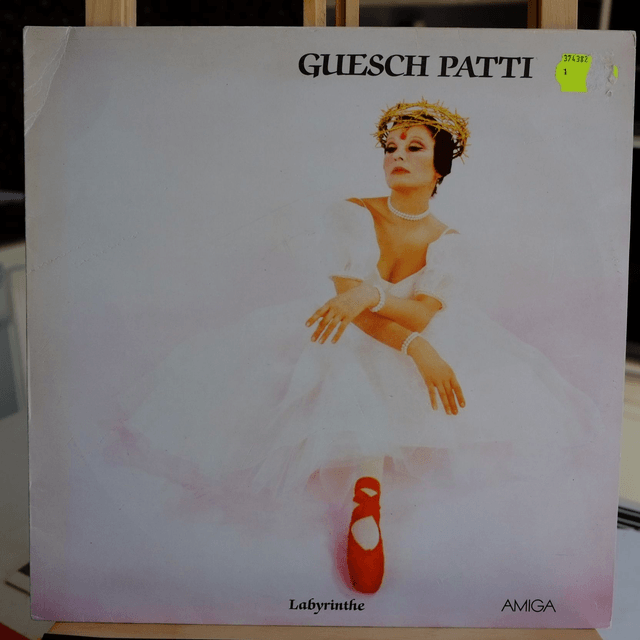 GUESCH PATTI
374382
1
Labyrinthe
AMIGA